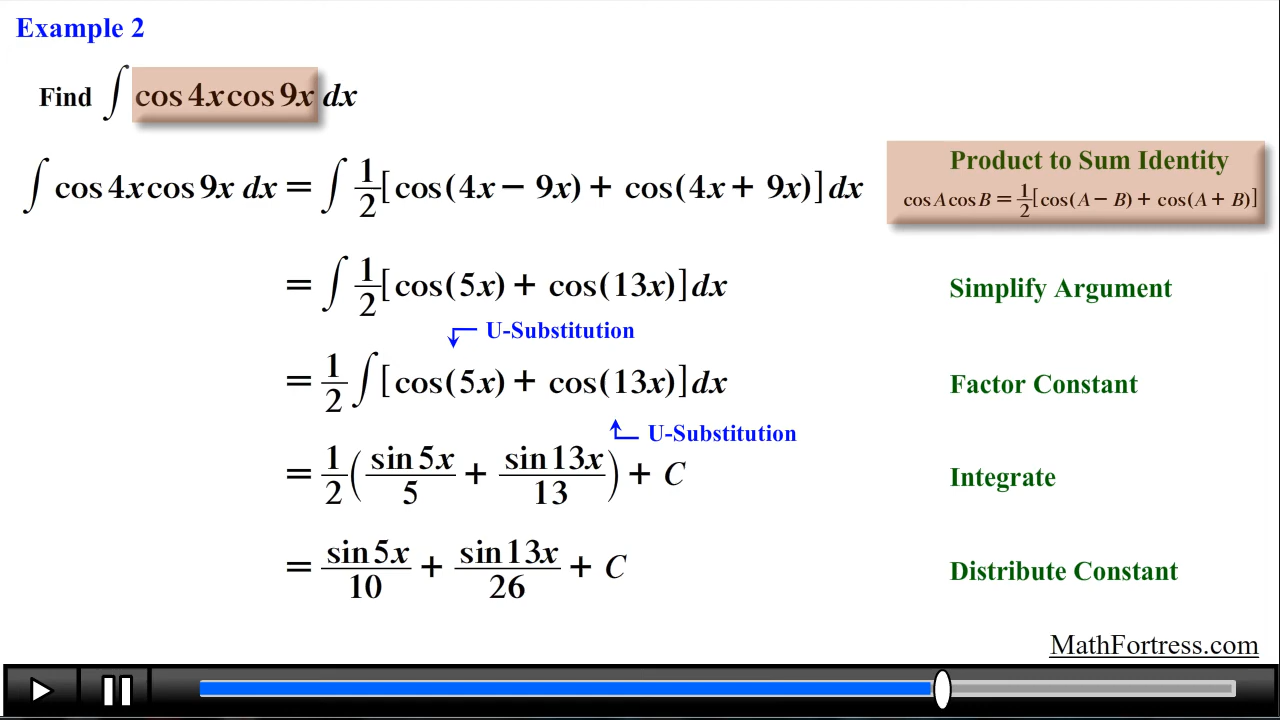 Example 2
Find ∫ cos 4x cos 9x dx
∫ cos 4x cos 9x dx = ∫ 1/2 [cos(4x − 9x) + cos(4x + 9x)] dx
Product to Sum Identity
cos A cos B = 1/2 [cos(A − B) + cos(A + B)]
= ∫ 1/2 [cos(5x) + cos(13x)] dx
Simplify Argument
U-Substitution
= 1/2 ∫ [cos(5x) + cos(13x)] dx
Factor Constant
U-Substitution
= 1/2 (sin 5x/5 + sin 13x/13) + C
Integrate
= sin 5x/10 + sin 13x/26 + C
Distribute Constant
MathFortress.com